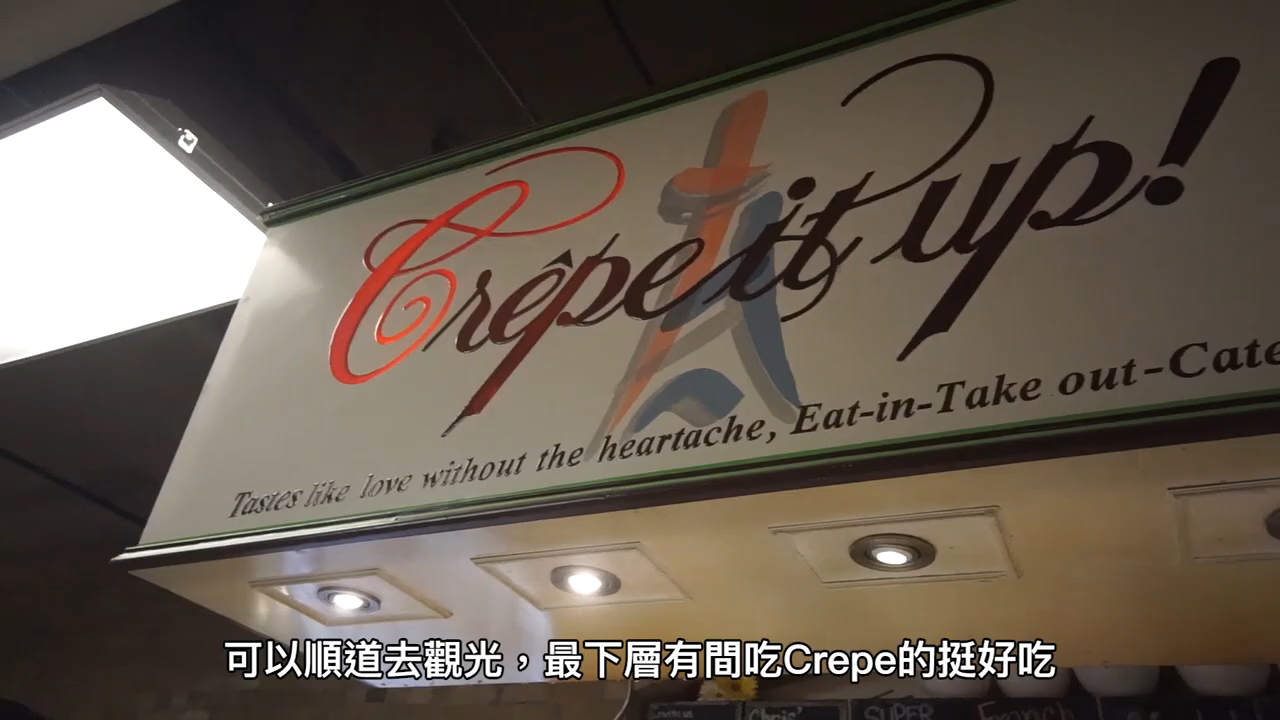 Crêpe it up!
Tastes like love without the heartache, Eat-in-Take out-Cate
可以順道去觀光，最下層有間吃Crepe的挺好吃
Chris'
SUPER
French